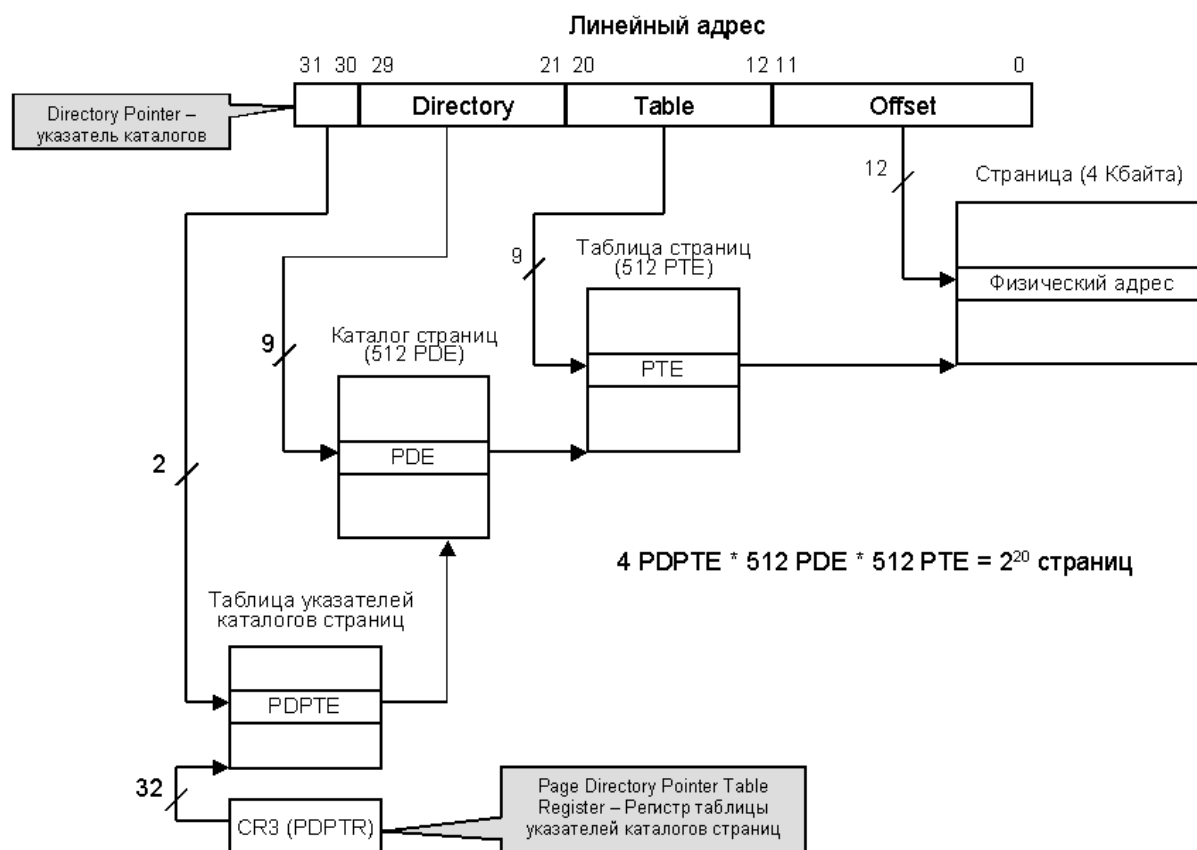 Линейный адрес
31 30 29 21 20 12 11 0
Directory Pointer –
указатель каталогов
Directory Table Offset
12
Страница (4 Кбайта)
Физический адрес
9
Таблица страниц
(512 PTE)
PTE
9
Каталог страниц
(512 PDE)
PDE
2
4 PDPTE * 512 PDE * 512 PTE = 2²⁰ страниц
Таблица указателей
каталогов страниц
PDPTE
32
CR3 (PDPTR)
Page Directory Pointer Table
Register – Регистр таблицы
указателей каталогов страниц